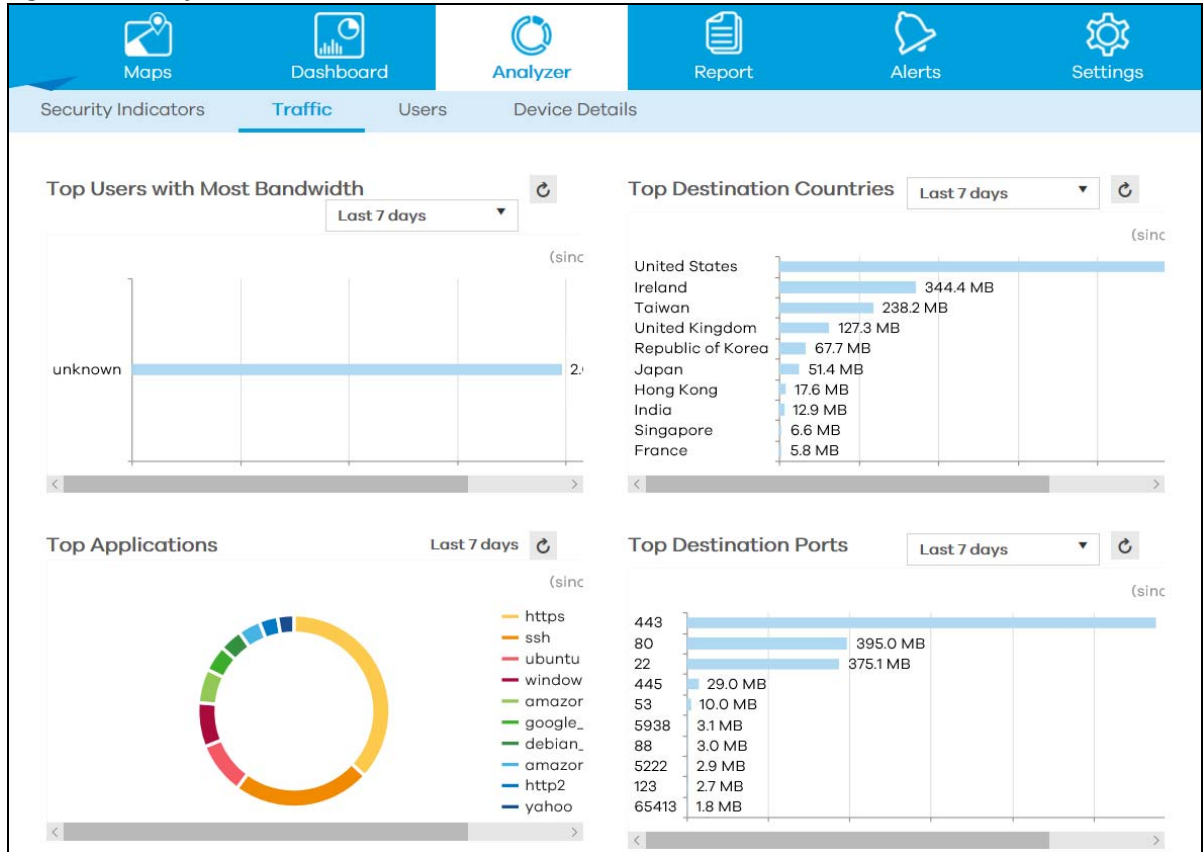 Maps Dashboard Analyzer Report Alerts Settings
Security Indicators Traffic Users Device Details
Top Users with Most Bandwidth
Last 7 days
(sinc
unknown 2.
Top Destination Countries Last 7 days
(sinc
United States
Ireland 344.4 MB
Taiwan 238.2 MB
United Kingdom 127.3 MB
Republic of Korea 67.7 MB
Japan 51.4 MB
Hong Kong 17.6 MB
India 12.9 MB
Singapore 6.6 MB
France 5.8 MB
Top Applications Last 7 days
(sinc
https
ssh
ubuntu
window
amazor
google_
debian_
amazor
http2
yahoo
Top Destination Ports Last 7 days
(sinc
443
80 395.0 MB
22 375.1 MB
445 29.0 MB
53 10.0 MB
5938 3.1 MB
88 3.0 MB
5222 2.9 MB
123 2.7 MB
65413 1.8 MB